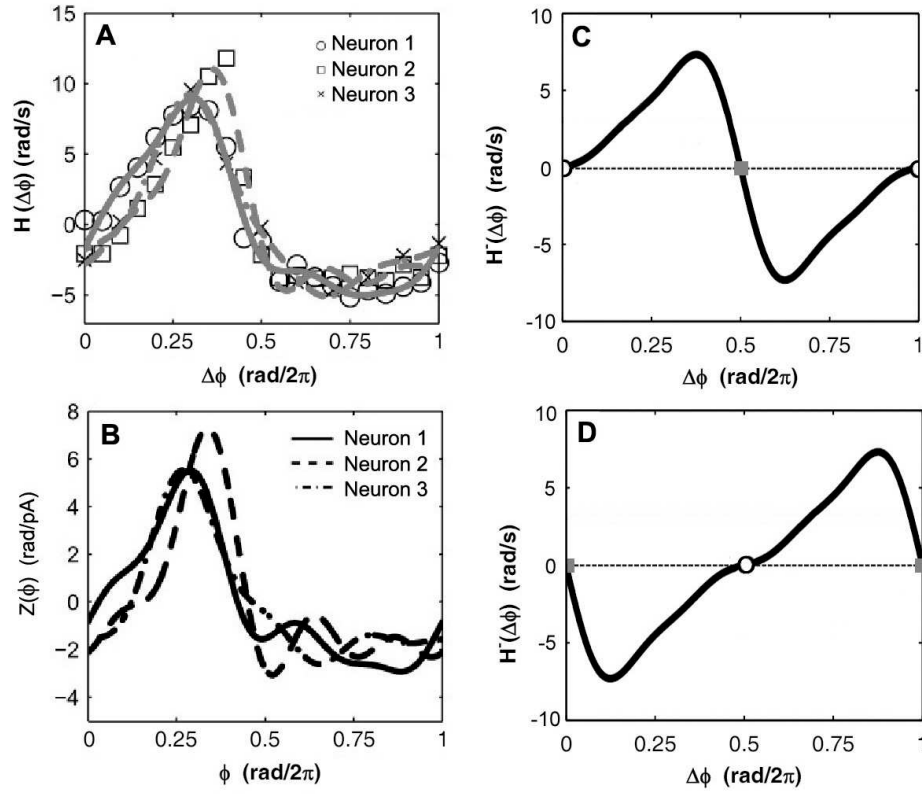 A
Neuron 1
Neuron 2
Neuron 3
H (Δϕ) (rad/s)
15
10
5
0
−5
0 0.25 0.5 0.75 1
Δϕ (rad/2π)
B
Neuron 1
Neuron 2
Neuron 3
Z(ϕ) (rad/pA)
8
6
4
2
0
−2
−4
0 0.25 0.5 0.75 1
ϕ (rad/2π)
C
H⁻(Δϕ) (rad/s)
10
5
0
-5
-10
0 0.25 0.5 0.75 1
Δϕ (rad/2π)
D
H⁻(Δϕ) (rad/s)
10
5
0
-5
-10
0 0.25 0.5 0.75 1
Δϕ (rad/2π)